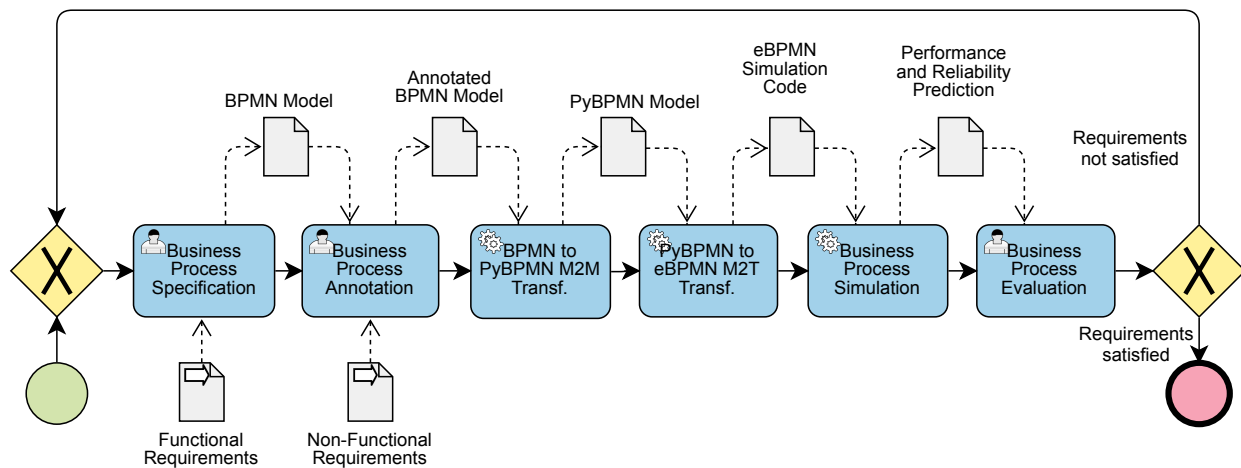 eBPMN
Simulation
Code
Performance
and Reliability
Prediction
Annotated
BPMN Model
BPMN Model
PyBPMN Model
Requirements
not satisfied
Business
Process
Specification
Business
Process
Annotation
BPMN to
PyBPMN M2M
Transf.
PyBPMN to
eBPMN M2T
Transf.
Business
Process
Simulation
Business
Process
Evaluation
Requirements
satisfied
Functional
Requirements
Non-Functional
Requirements